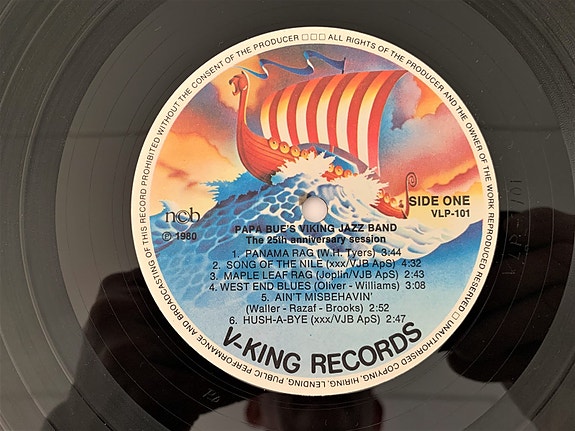 ALL RIGHTS OF THE PRODUCER AND THE OWNER OF THE WORK REPRODUCED RESERVED □ UNAUTHORISED COPYING, HIRING, LENDING, PUBLIC PERFORMANCE AND BROADCASTING OF THIS RECORD PROHIBITED WITHOUT THE CONSENT OF THE PRODUCER □□□
SIDE ONE
VLP-101
ncb
© 1980
PAPA BUE'S VIKING JAZZ BAND
The 25th anniversary session
1. PANAMA RAG (W.H. Tyers) 3:44
2. SONG OF THE NILE (xxx/VJB ApS) 4:32
3. MAPLE LEAF RAG (Joplin/VJB ApS) 2:43
4. WEST END BLUES (Oliver - Williams) 3:08
5. AIN'T MISBEHAVIN'
(Waller - Razaf - Brooks) 2:52
6. HUSH-A-BYE (xxx/VJB ApS) 2:47
V-KING RECORDS